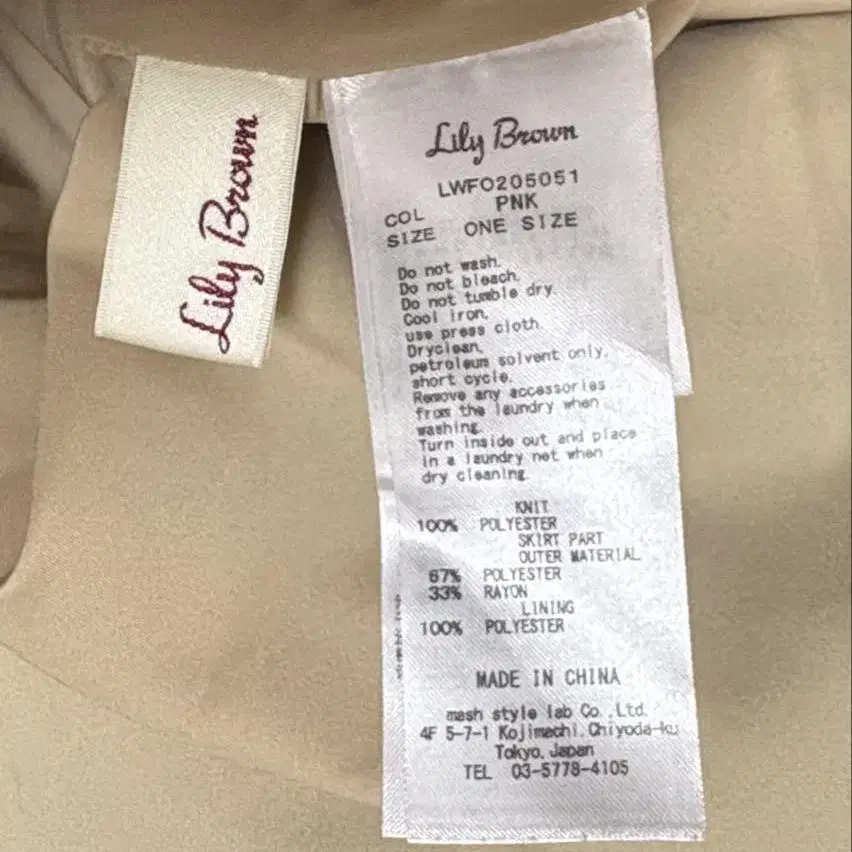 Lily Brown
Lily Brown
LWFO205051
COL PNK
SIZE ONE SIZE
Do not wash.
Do not bleach.
Do not tumble dry.
Cool iron.
use press cloth.
Dryclean,
petroleum solvent only,
short cycle.
Remove any accessories
from the laundry when
washing.
Turn inside out and place
in a laundry net when
dry cleaning.
KNIT
100% POLYESTER
SKIRT PART
OUTER MATERIAL
67% POLYESTER
33% RAYON
LINING
100% POLYESTER
MADE IN CHINA
mash style lab Co.,Ltd.
4F 5-7-1 Kojimachi,Chiyoda-ku
Tokyo,Japan
TEL 03-5778-4105